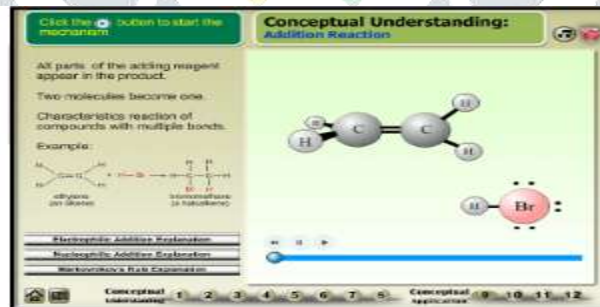 Click the button to start the
mechanism
Conceptual Understanding:
Addition Reaction
All parts of the adding reagent
appear in the product.
Two molecules become one.
Characteristics reaction of
compounds with multiple bonds.
Example:
ethylene
(an alkene)
H
H
C
C
H
H
H
Br
Electrophilic Addition Explanation
Nucleophilic Addition Explanation
Markovnikov's Rule Explanation
Conceptual
Understanding
1 2 3 4 5 6 7 8
Conceptual
Application
9 10 11 12